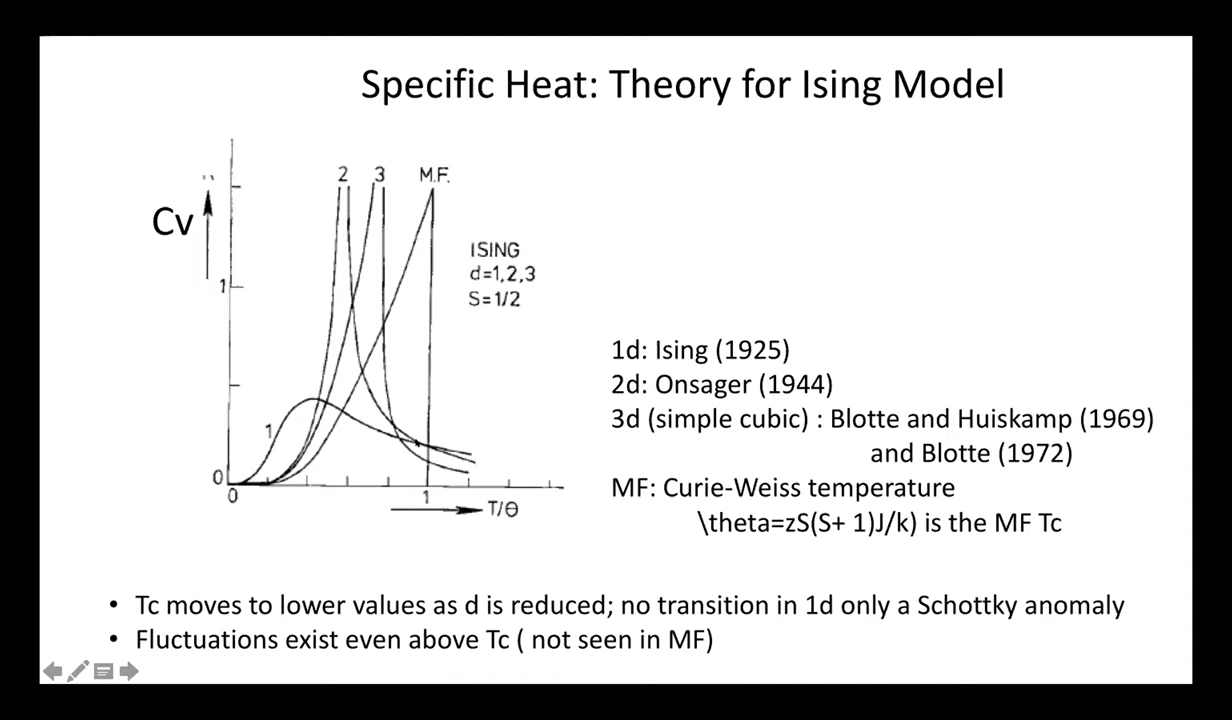 Specific Heat: Theory for Ising Model
2 3 M.F.
Cv
ISING
d=1,2,3
S=1/2
1
1
0
0
1
T/θ
1d: Ising (1925)
2d: Onsager (1944)
3d (simple cubic) : Blotte and Huiskamp (1969)
and Blotte (1972)
MF: Curie-Weiss temperature
\theta=zS(S+ 1)J/k) is the MF Tc
• Tc moves to lower values as d is reduced; no transition in 1d only a Schottky anomaly
• Fluctuations exist even above Tc ( not seen in MF)